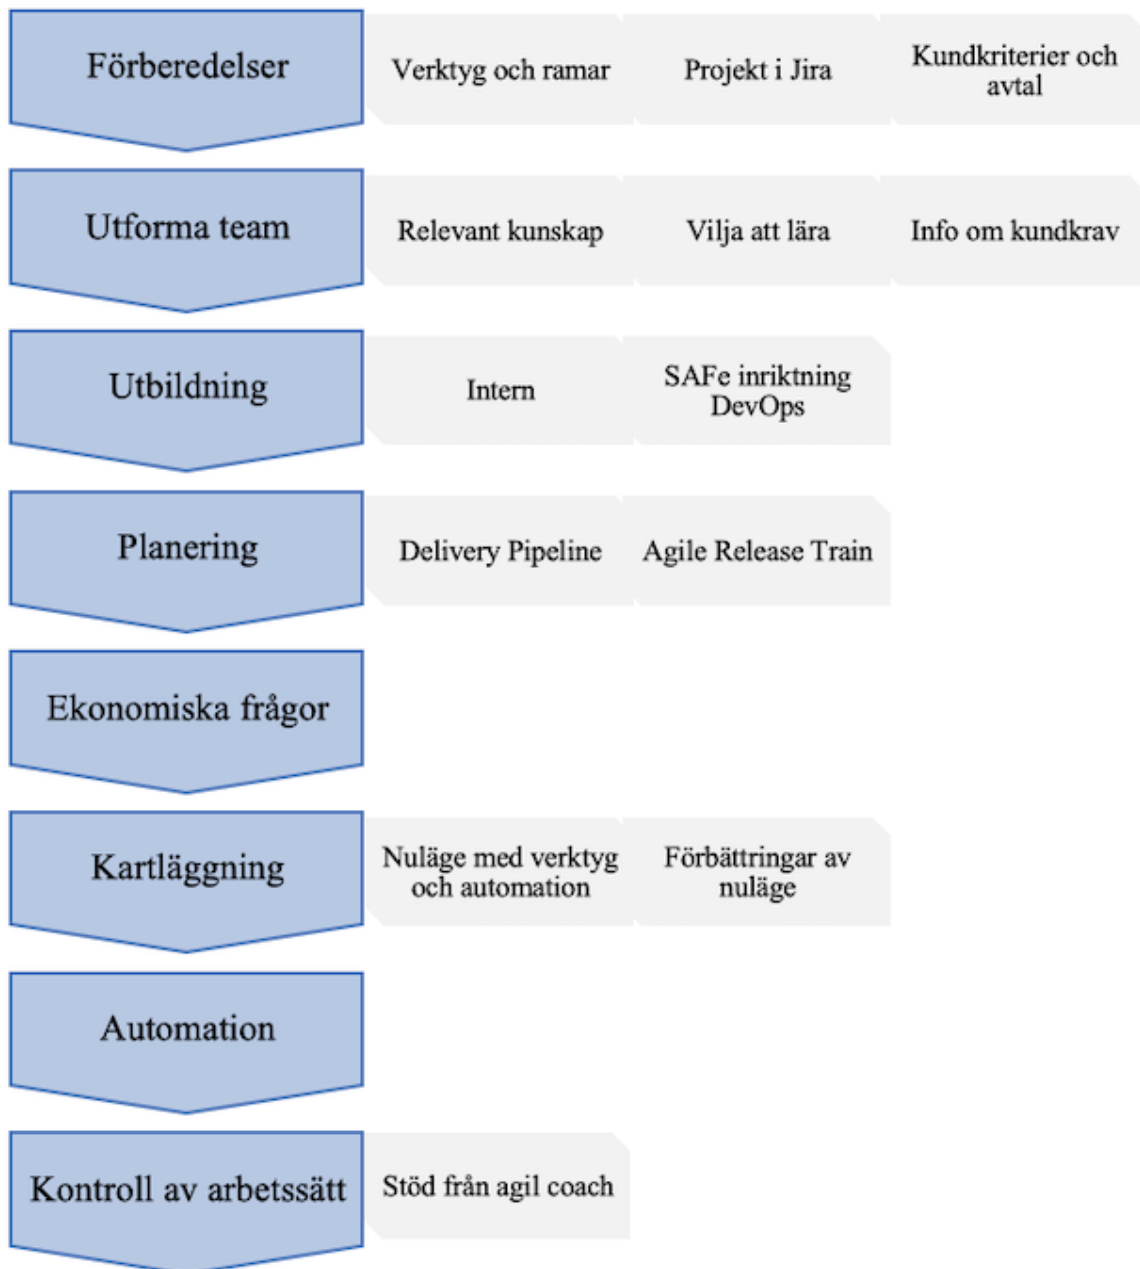 Förberedelser
Verktyg och ramar
Projekt i Jira
Kundkriterier och
avtal
Utforma team
Relevant kunskap
Vilja att lära
Info om kundkrav
Utbildning
Intern
SAFe inriktning
DevOps
Planering
Delivery Pipeline
Agile Release Train
Ekonomiska frågor
Kartläggning
Nuläge med verktyg
och automation
Förbättringar av
nuläge
Automation
Kontroll av arbetssätt
Stöd från agil coach